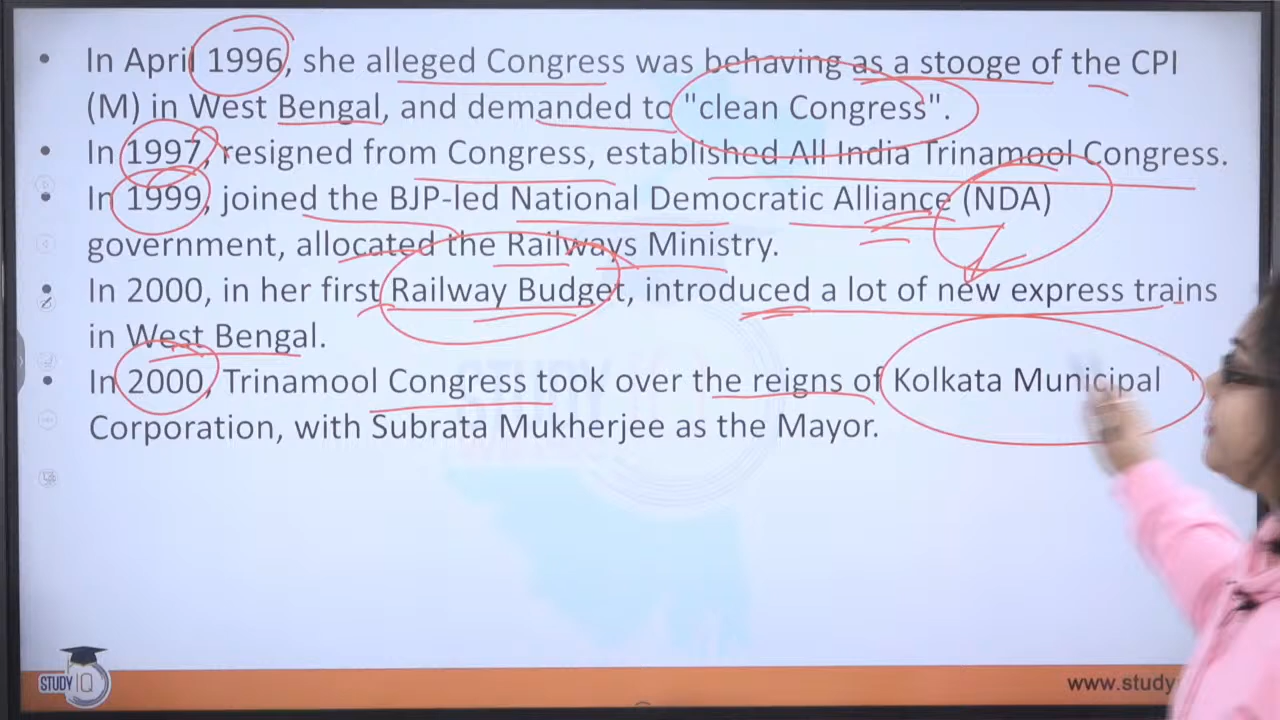 • In April 1996, she alleged Congress was behaving as a stooge of the CPI
(M) in West Bengal, and demanded to "clean Congress".
• In 1997, resigned from Congress, established All India Trinamool Congress.
• In 1999, joined the BJP-led National Democratic Alliance (NDA)
government, allocated the Railways Ministry.
• In 2000, in her first Railway Budget, introduced a lot of new express trains
in West Bengal.
• In 2000, Trinamool Congress took over the reigns of Kolkata Municipal
Corporation, with Subrata Mukherjee as the Mayor.
STUDY IQ
www.study